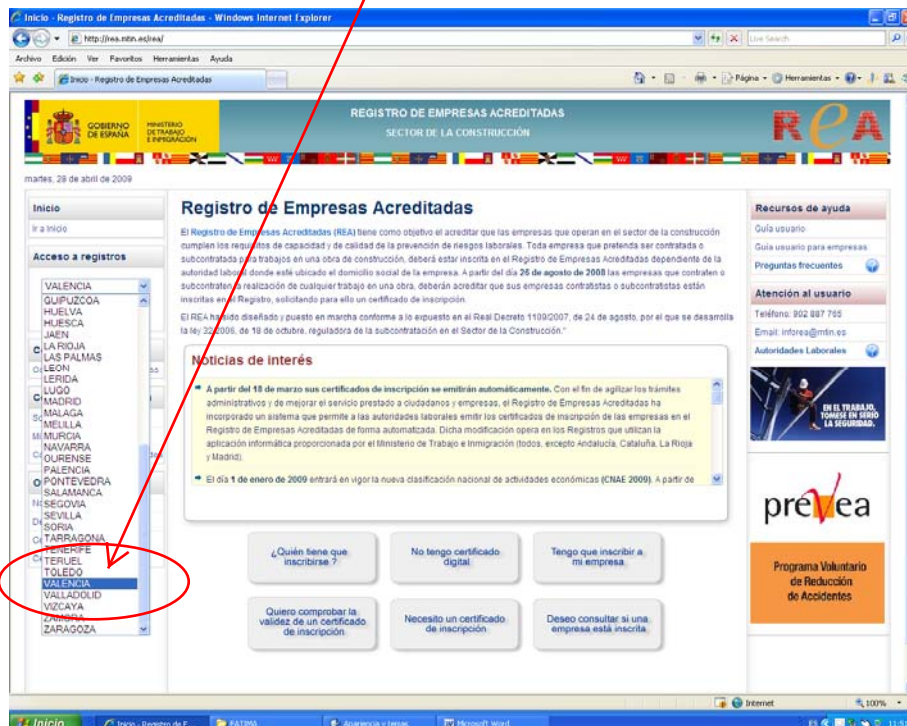 Inicio - Registro de Empresas Acreditadas - Windows Internet Explorer
http://rea.mtin.es/rea/
Live Search
Archivo Edición Ver Favoritos Herramientas Ayuda
Inicio - Registro de Empresas Acreditadas
Página Herramientas
GOBIERNO DE ESPAÑA
MINISTERIO DE TRABAJO E INMIGRACIÓN
REGISTRO DE EMPRESAS ACREDITADAS
SECTOR DE LA CONSTRUCCIÓN
REA
martes, 28 de abril de 2009
Inicio
Ir a Inicio
Acceso a registros
VALENCIA
GUIPUZCOA
HUELVA
HUESCA
JAEN
LA RIOJA
LAS PALMAS
LEON
LERIDA
LUGO
MADRID
MALAGA
MELILLA
MURCIA
NAVARRA
OURENSE
PALENCIA
PONTEVEDRA
SALAMANCA
SEGOVIA
SEVILLA
SORIA
TARRAGONA
TENERIFE
TERUEL
TOLEDO
VALENCIA
VALLADOLID
VIZCAYA
ZAMORA
ZARAGOZA
Registro de Empresas Acreditadas
El Registro de Empresas Acreditadas (REA) tiene como objetivo el acreditar que las empresas que operan en el sector de la construcción
cumplen los requisitos de capacidad y de calidad de la prevención de riesgos laborales. Toda empresa que pretenda ser contratada o
subcontratada para trabajos en una obra de construcción, deberá estar inscrita en el Registro de Empresas Acreditadas dependiente de la
autoridad laboral donde esté ubicado el domicilio social de la empresa. A partir del día 26 de agosto de 2008 las empresas que contraten o
subcontraten la realización de cualquier trabajo en una obra, deberán acreditar que sus empresas contratistas o subcontratistas están
inscritas en el Registro, solicitando para ello un certificado de inscripción.
El REA ha sido diseñado y puesto en marcha conforme a lo expuesto en el Real Decreto 1109/2007, de 24 de agosto, por el que se desarrolla
la ley 32/2006, de 18 de octubre, reguladora de la subcontratación en el Sector de la Construcción."
Noticias de interés
A partir del 18 de marzo sus certificados de inscripción se emitirán automáticamente. Con el fin de agilizar los trámites
administrativos y de mejorar el servicio prestado a ciudadanos y empresas, el Registro de Empresas Acreditadas ha
incorporado un sistema que permite a las autoridades laborales emitir los certificados de inscripción de las empresas en el
Registro de Empresas Acreditadas de forma automatizada. Dicha modificación opera en los Registros que utilizan la
aplicación informática proporcionada por el Ministerio de Trabajo e Inmigración (todos, excepto Andalucía, Cataluña, La Rioja
y Madrid).
El día 1 de enero de 2009 entrará en vigor la nueva clasificación nacional de actividades económicas (CNAE 2009). A partir de
¿Quién tiene que inscribirse ?
No tengo certificado digital
Tengo que inscribir a mi empresa
Quiero comprobar la validez de un certificado de inscripción
Necesito un certificado de inscripción
Deseo consultar si una empresa está inscrita
Recursos de ayuda
Guía usuario
Guia usuario para empresas
Preguntas frecuentes
Atención al usuario
Teléfono: 902 887 765
Email: inforea@mtin.es
Autoridades Laborales
EN EL TRABAJO,
TOMESE EN SERIO
LA SEGURIDAD.
prevea
Programa Voluntario
de Reducción
de Accidentes
Internet
100%
Inicio
Inicio - Registro de E...
FATIMA
Apariencia y temas
Microsoft Word
ES